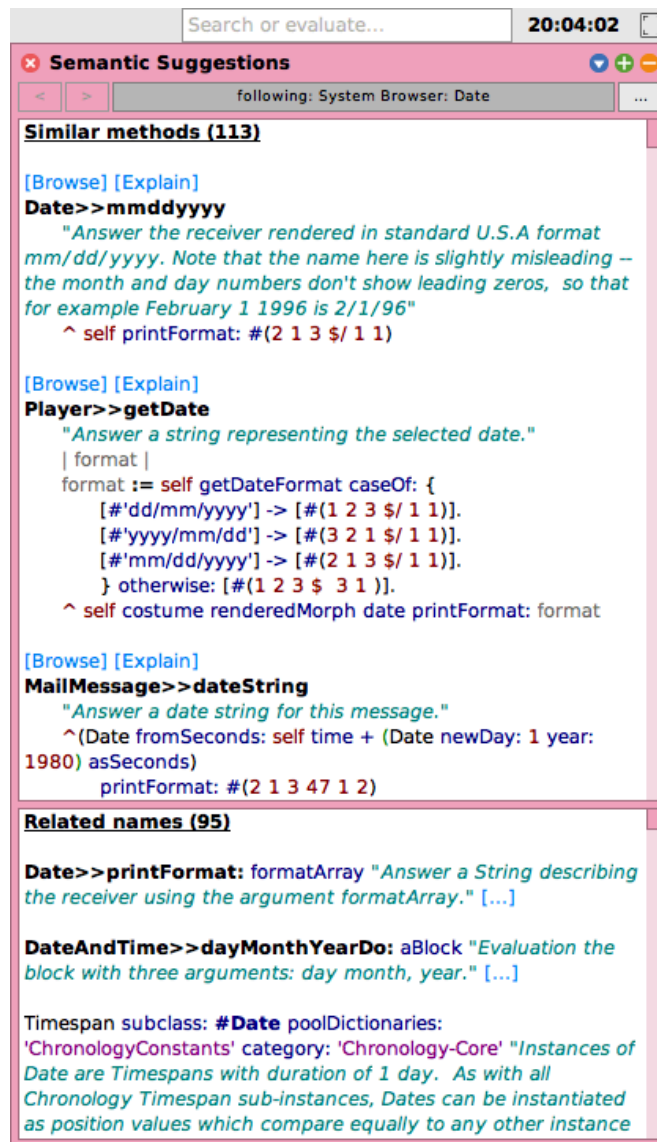 Search or evaluate...
20:04:02
Semantic Suggestions
< > following: System Browser: Date ...
Similar methods (113)
[Browse] [Explain]
Date>>mmddyyyy
"Answer the receiver rendered in standard U.S.A format
mm/dd/yyyy. Note that the name here is slightly misleading --
the month and day numbers don't show leading zeros,  so that
for example February 1 1996 is 2/1/96"
^ self printFormat: #(2 1 3 $/ 1 1)
[Browse] [Explain]
Player>>getDate
"Answer a string representing the selected date."
| format |
format := self getDateFormat caseOf: {
[#'dd/mm/yyyy'] -> [#(1 2 3 $/ 1 1)].
[#'yyyy/mm/dd'] -> [#(3 2 1 $/ 1 1)].
[#'mm/dd/yyyy'] -> [#(2 1 3 $/ 1 1)].
} otherwise: [#(1 2 3 $  3 1 )].
^ self costume renderedMorph date printFormat: format
[Browse] [Explain]
MailMessage>>dateString
"Answer a date string for this message."
^(Date fromSeconds: self time + (Date newDay: 1 year:
1980) asSeconds)
printFormat: #(2 1 3 47 1 2)
Related names (95)
Date>>printFormat: formatArray "Answer a String describing
the receiver using the argument formatArray." [...]
DateAndTime>>dayMonthYearDo: aBlock "Evaluation the
block with three arguments: day month, year." [...]
Timespan subclass: #Date poolDictionaries:
'ChronologyConstants' category: 'Chronology-Core' "Instances of
Date are Timespans with duration of 1 day.  As with all
Chronology Timespan sub-instances, Dates can be instantiated
as position values which compare equally to any other instance